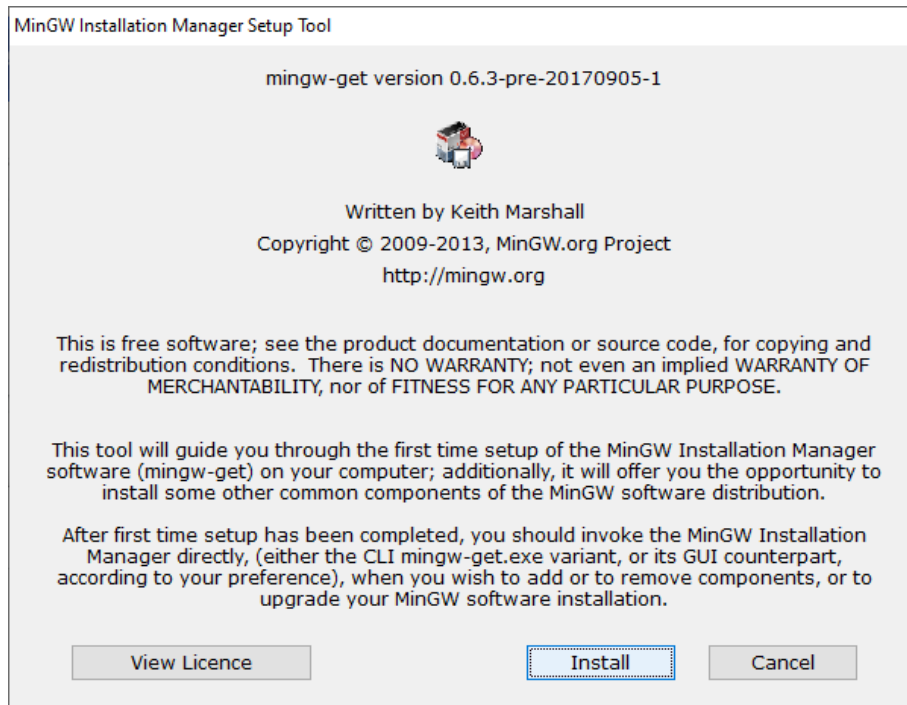 MinGW Installation Manager Setup Tool
mingw-get version 0.6.3-pre-20170905-1
Written by Keith Marshall
Copyright © 2009-2013, MinGW.org Project
http://mingw.org
This is free software; see the product documentation or source code, for copying and
redistribution conditions.  There is NO WARRANTY; not even an implied WARRANTY OF
MERCHANTABILITY, nor of FITNESS FOR ANY PARTICULAR PURPOSE.
This tool will guide you through the first time setup of the MinGW Installation Manager
software (mingw-get) on your computer; additionally, it will offer you the opportunity to
install some other common components of the MinGW software distribution.
After first time setup has been completed, you should invoke the MinGW Installation
Manager directly, (either the CLI mingw-get.exe variant, or its GUI counterpart,
according to your preference), when you wish to add or to remove components, or to
upgrade your MinGW software installation.
View Licence
Install
Cancel